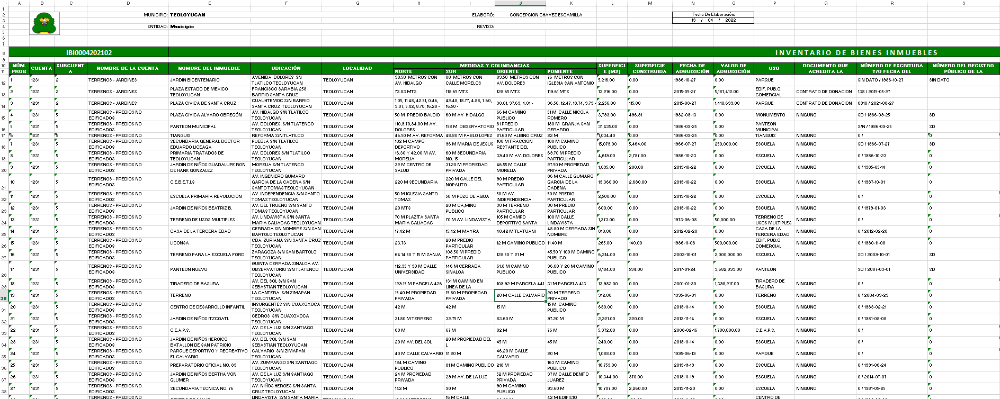 A B C D E F G H I J K L M N O P Q R S
1
2 MUNICIPIO: TEOLOYUCAN ELABORÓ: CONCEPCION CHAVEZ ESCAMILLA Fecha De Elaboración:
3 13 / 04 / 2022
4 ENTIDAD: Municipio REVISO:
5
6
7
8 IBI0004202102 INVENTARIO DE BIENES INMUEBLES
9
10 NÚM. PROG CUENTA SUBCUENTA NOMBRE DE LA CUENTA NOMBRE DEL INMUEBLE UBICACIÓN LOCALIDAD MEDIDAS Y COLINDANCIAS SUPERFICIE (M2) SUPERFICIE CONSTRUIDA FECHA DE ADQUISICIÓN VALOR DE ADQUISICIÓN USO DOCUMENTO QUE ACREDITA LA NÚMERO DE ESCRITURA Y/O FECHA DEL NÚMERO DEL REGISTRO PÚBLICO DE LA
11 NORTE SUR ORIENTE PONIENTE
12 1 1231 2 TERRENOS - JARDINES JARDIN BICENTENARIO AVENIDA DOLORES S/N TLATILCO TEOLOYUCAN TEOLOYUCAN 90.50 METROS CON AV. HIDALGO 88 METROS CON CALLE MORELOS 83.50 METROS CON AV. DOLORES 76 METROS CON IGLESIA SAN ANTONIO 5,216.00 0.00 1986-10-27 0.00 PARQUE SIN DATO / 1986-10-27 SIN DATO
13 2 1231 2 TERRENOS - JARDINES PLAZA ESTADO DE MEXICO TEOLOYUCAN FRANCISCO SARABIA 258 BARRIO SANTA CRUZ TEOLOYUCAN 73.83 MTS 118.65 MTS 128.65 MTS 119.61 MTS 13,216.00 0.00 2015-05-27 5,187,412.00 EDIF. PUB.O COMERCIAL CONTRATO DE DONACION 138 / 2015-05-27
14 3 1231 2 TERRENOS - JARDINES PLAZA CIVICA DE SANTA CRUZ CUAUHTEMOC S/N BARRIO SANTA CRUZ TEOLOYUCAN TEOLOYUCAN 1.05, 11.48, 42.51, 0.46, 9.07, 5.42, 8.70, 16.28 - 42.48, 18.77, 4.88, 7.60, 16.50 - 30.01, 37.69, 4.01 - 36.50, 12.47, 18.74, 9.73 - 2,256.00 115.00 2015-08-27 1,410,639.00 PARQUE CONTRATO DE DONACION 6910 / 2021-08-27
15 4 1231 5 TERRENOS - PREDIOS NO EDIFICADOS PLAZA CIVICA ALVARO OBREGÓN AV. HIDALGO S/N TLATILCO TEOLOYUCAN TEOLOYUCAN 50 M PREDIO BALDIO 60 M AV. HIDALGO 66 M CAMINO PUBLICO 51 M CALLE NICOLA ROMERO 3,793.00 496.91 1982-09-13 0.00 MONUMENTO NINGUNO SD / 1986-09-25 SD
16 5 1231 5 TERRENOS - PREDIOS NO EDIFICADOS PANTEON MUNICIPAL AV. DOLORES S/N TLATENCO TEOLOYUCAN TEOLOYUCAN 110,9.70,84.00 M AV. DOLORES 158 M OBSERVATORIO 81 PREDIO PARTICULAR 180 M GRANJA SAN GERARDO 31,435.00 0.00 1986-09-25 0.00 PANTEON MUNICIPAL NINGUNO S/N / 1986-09-25 SD
17 6 1231 5 TERRENOS - PREDIOS NO TIANGUIS REFORMA S/N TLATILCO TEOLOYUCAN 46.50 M AV. REFORMA 48.80 M PABLO LOPEZ 21.60 M ALBINO CRUZ 22 M 1,034.40 0.00 1986-09-25 0.00 TIANGUIS NINGUNO 0 / 0
18 7 1231 5 TERRENOS - PREDIOS NO EDIFICADOS SECUNDARIA GENERAL DOCTOR EDUARDO LICEAGA PUEBLA S/N TLATILCO TEOLOYUCAN TEOLOYUCAN 102 M CAMPO DEPORTIVO 96 M MARIA DE JESUS 100 M FRACCION RESTANTE DEL 100 M CAMINO PUBLICO 15,079.00 5,464.00 1966-07-27 250,000.00 ESCUELA NINGUNO SD / 1966-07-27 SD
19 8 1231 5 TERRENOS - PREDIOS NO EDIFICADOS PRIMARIA TRATADOS DE TEOLOYUCAN AV. DOLORES S/N TLATILCO TEOLOYUCAN TEOLOYUCAN 16.30 Y 42.00 M AV. MORELIA 60 M SECUNDARIA NO. 15 39.40 M AV. DOLORES 69.70 M PREDIO PARTICULAR 4,619.00 2,787.00 1986-10-23 0.00 ESCUELA NINGUNO 0 / 1986-10-23 0
20 9 1231 5 TERRENOS - PREDIOS NO EDIFICADOS JARDIN DE NIÑOS GUADALUPE RON DE HANK GONZALEZ MORELIA S/N TLATILCO TEOLOYUCAN TEOLOYUCAN 32 M CENTRO DE SALUD 31.20 M PROPIEDAD PRIVADA 46.55 M CALLE MORELIA 27.50 M PROPIEDAD PRIVADA 1,095.00 200.00 2019-10-22 0.00 ESCUELA NINGUNO 0 / 1985-05-14 0
21 10 1231 5 TERRENOS - PREDIOS NO EDIFICADOS C.E.B.E.T.I.S AV. INGENIERO GUMARO GARCIA DE LA CADENA S/N SANTO TOMAS TEOLOYUCAN TEOLOYUCAN 220 M SECUNDARIA 220 M CALLE DEL NOPALITO 90 M PREDIO PARTICULAR 86 M CALLE GUMARO GARCIA DE LA CADENA 19,360.00 2,680.00 2019-10-22 0.00 ESCUELA NINGUNO 0 / 1987-10-01 0
22 11 1231 5 TERRENOS - PREDIOS NO EDIFICADOS ESCUELA PRIMARIA REVOLUCION AV. INDEPENDENCIA S/N SANTO TOMAS TEOLOYUCAN TEOLOYUCAN 50 M IGLESIA SANTO TOMAS 50 M POZO DE AGUA 50 M AV. INDEPENDENCIA 50 M PREDIO PARTICULAR 2,500.00 0.00 2019-10-22 0.00 ESCUELA NINGUNO 0 / 0
23 12 1231 5 TERRENOS - PREDIOS NO EDIFICADOS JARDIN DE NIÑOS BEATRIZ B. AV. DEL TRUENO S/N SANTO TOMAS TEOLOYUCAN TEOLOYUCAN 20 MTS 20 M CA,MINO PUBLICO 30 M TERRENO PARTICULAR 30 M PREDIO PARTICULAR 600.00 0.00 2019-10-22 0.00 ESCUELA NINGUNO 0 / 1979-01-03 0
24 13 1231 5 TERRENOS - PREDIOS NO EDIFICADOS TERRENO DE USOS MULTIPLES AV. LINDAVISTA S/N SANTA MARIA CALIACAC TEOLOYUCAN TEOLOYUCAN 70 M PLAZITA SANTA MARIA CALIACAC 70 M AV. LINDAVISTA 105 M CAMPO DEPORTIVO SANTA 100 M CALLE LINDAVISTA 1,373.00 0.00 1973-06-08 50,000.00 TERRENO DE USOS MULTIPLES NINGUNO 0 / 0
25 14 1231 5 TERRENOS - PREDIOS NO EDIFICADOS CASA DE LA TERCERA EDAD CERRADA SIN NOMBRE S/N SAN BARTOLO TEOLOYUCAN TEOLOYUCAN 17.42 M 15.42 M MAYRA 48.42 M TLATUANI 48.80 M CERRADA SIN NOMBRE 810.00 0.00 2012-02-28 0.00 CASA DE LA TERCERA EDAD NINGUNO 0 / 2012-02-28 0
26 15 1231 5 TERRENOS - PREDIOS NO EDIFICADOS LICONSA CDA. ZURIANA S/N SANTA CRUZ TEOLOYUCAN TEOLOYUCAN 23.73 28 M PREDIO PARTICULAR 12 M CAMINO PUBLICO 11.40 M 265.00 140.00 1986-11-08 500,000.00 EDIF. PUB.O COMERCIAL NINGUNO 0 / 1980-11-08 0
27 16 1231 5 TERRENOS - PREDIOS NO EDIFICADOS TERRENO PARA LA ESCUELA FORD ZARAGOZA S/N SAN BARTOLO TEOLOYUCAN TEOLOYUCAN 64 14.50 Y 15 M ZANJA 108.50 PREDIO PARTICULAR 128.50 Y 21 M 45.50 Y 100 M CAMINO PUBLICO 6,314.00 0.00 2009-10-01 2,000,000.00 ESCUELA NINGUNO SD / 2009-10-01 SD
28 17 1231 5 TERRENOS - PREDIOS NO EDIFICADOS PANTEON NUEVO QUINTA CERRADA SINALOA AV. OBSERVATORIO S/N TLATENCO TEOLOYUCAN TEOLOYUCAN 112.35 Y 30 M CALLE UNIVERSIDAD 146 M CERRADA SINALOA 61.8 M CAMINO PUBLICO 36.60 Y 20 M CAMINO PUBLICO 8,184.00 534.00 2017-01-24 3,682,993.00 PANTEON SD / 2007-03-01 SD
29 18 1231 5 TERRENOS - PREDIOS NO EDIFICADOS TIRADERO DE BASURA AV. DEL SOL S/N SAN SEBASTIAN TEOLOYUCAN TEOLOYUCAN 129.15 M PARCELA 426 131 M CAMINO EN LINEA DE LA 109.92 M PARCELA 441 31 M PARCELA 413 13,982.00 0.00 2001-01-30 1,398,217.00 TIRADERO DE BASURA NINGUNO 0 / 0
30 19 1231 5 TERRENOS - PREDIOS NO EDIFICADOS TERRENO LA CANTERA S/N ZIMAPAN TEOLOYUCAN TEOLOYUCAN 15.40 M PROPIEDAD PRIVADA 15.80 M PROPIEDAD PRIVADA 20 M CALLE CALVARIO 20 M TERRENO PRIVADO 312.00 0.00 1995-06-01 0.00 TERRENO NINGUNO 0 / 2004-09-29 0
31 20 1231 5 TERRENOS - PREDIOS NO EDIFICADOS CENTRO DE DESARROLLO INFANTIL INSURGENTES S/N CUAXOXOCA TEOLOYUCAN TEOLOYUCAN 42 M 42 M 15 M 15 M CAMINO PUBLICO 630.00 0.00 2019-11-14 0.00 ESCUELA NINGUNO 0 / 1983-02-21 0
32 21 1231 5 TERRENOS - PREDIOS NO EDIFICADOS JARDIN DE NIÑOS ITZCOATL CEDROS S/N CUAXOXOCA TEOLOYUCAN TEOLOYUCAN 31.80 M TERRENO 32.75 M 83.60 M 97.20 M 2,921.00 320.00 2019-11-14 0.00 ESCUELA NINGUNO 0 / 1981-08-08 0
33 22 1231 5 TERRENOS - PREDIOS NO EDIFICADOS C.E.A.P.S. AV. DE LA LUZ S/N SANTIAGO TEOLOYUCAN TEOLOYUCAN 69 M 67 M 82 M 76 M 5,372.00 0.00 2008-02-16 1,700,000.00 C.E.A.P.S. NINGUNO 0 / 0
34 23 1231 5 TERRENOS - PREDIOS NO EDIFICADOS JARDIN DE NIÑOS HEROICO BATALLON DE SAN PATRICIO AV. DEL SOL S/N SAN SEBASTIAN TEOLOYUCAN TEOLOYUCAN 20 M AV. DEL SOL 20 M PROPIEDAD DEL L 45 M 45 M 240.00 0.00 2019-11-14 0.00 ESCUELA NINGUNO 0 / 0
35 24 1231 5 TERRENOS - PREDIOS NO EDIFICADOS PARQUE DEPORTIVO Y RECREATIVO EL CALVARIO CALVARIO S/N ZIMAPAN TEOLOYUCAN TEOLOYUCAN 40 M CALLE CALVARIO 51.20 M 46.20 M CALLE CALVARIO 20 M 1,088.00 0.00 1995-06-19 0.00 PARQUE NINGUNO 0 / 0
36 25 1231 5 TERRENOS - PREDIOS NO EDIFICADOS PREPARATORIO OFICIAL NO. 83 AV. ZUMPANGO S/N SANTIAGO TEOLOYUCAN TEOLOYUCAN 124 M CAMINO PUBLICO 81 M CAMINO PUBLICO 218 M 163 M CAMINO PUBLICO 16,753.00 0.00 2019-11-19 0.00 ESCUELA NINGUNO 0 / 1991-06-24 0
37 26 1231 5 TERRENOS - PREDIOS NO EDIFICADOS JARDIN DE NIÑOS BERTHA VON GLUMER AV. DE LA LUZ S/N SANTIAGO TEOLOYUCAN TEOLOYUCAN 24 M PROPIEDAD PRIVADA 29 M AV. DE LA LUZ 52 M PROPIEDAD PRIVADA 37 M CALLE BENITO JUAREZ 10,344.00 370.00 2019-11-19 0.00 ESCUELA NINGUNO 0 / 2014-07-07 0
38 27 1231 5 TERRENOS - PREDIOS NO EDIFICADOS SECUNDARIA TECNICA NO. 76 AV. NIÑOS HEROES S/N SANTA CRUZ TEOLOYUCAN TEOLOYUCAN 142 M 90 M 90 M CAMINO PUBLICO 93.60 M 10,707.00 2,260.00 2019-11-20 0.00 ESCUELA NINGUNO 0 / 1981-05-25 0
TERRENOS - PREDIOS NO LINDAVISTA S/N SANTA MARIA 16 M CALLE 42 M EDIFICIO CENTRO DE